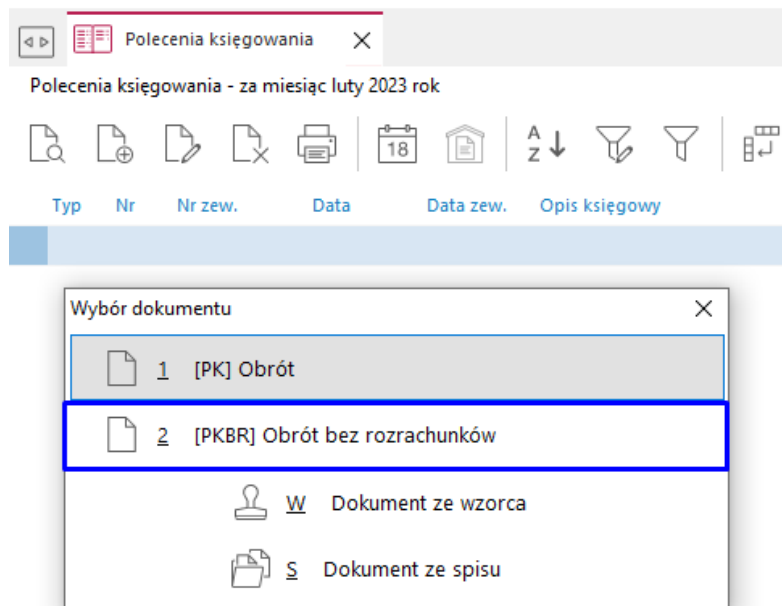 Polecenia księgowania
Polecenia księgowania - za miesiąc luty 2023 rok
18
A
Z
Typ Nr Nr zew. Data Data zew. Opis księgowy
Wybór dokumentu
1 [PK] Obrót
2 [PKBR] Obrót bez rozrachunków
W Dokument ze wzorca
S Dokument ze spisu